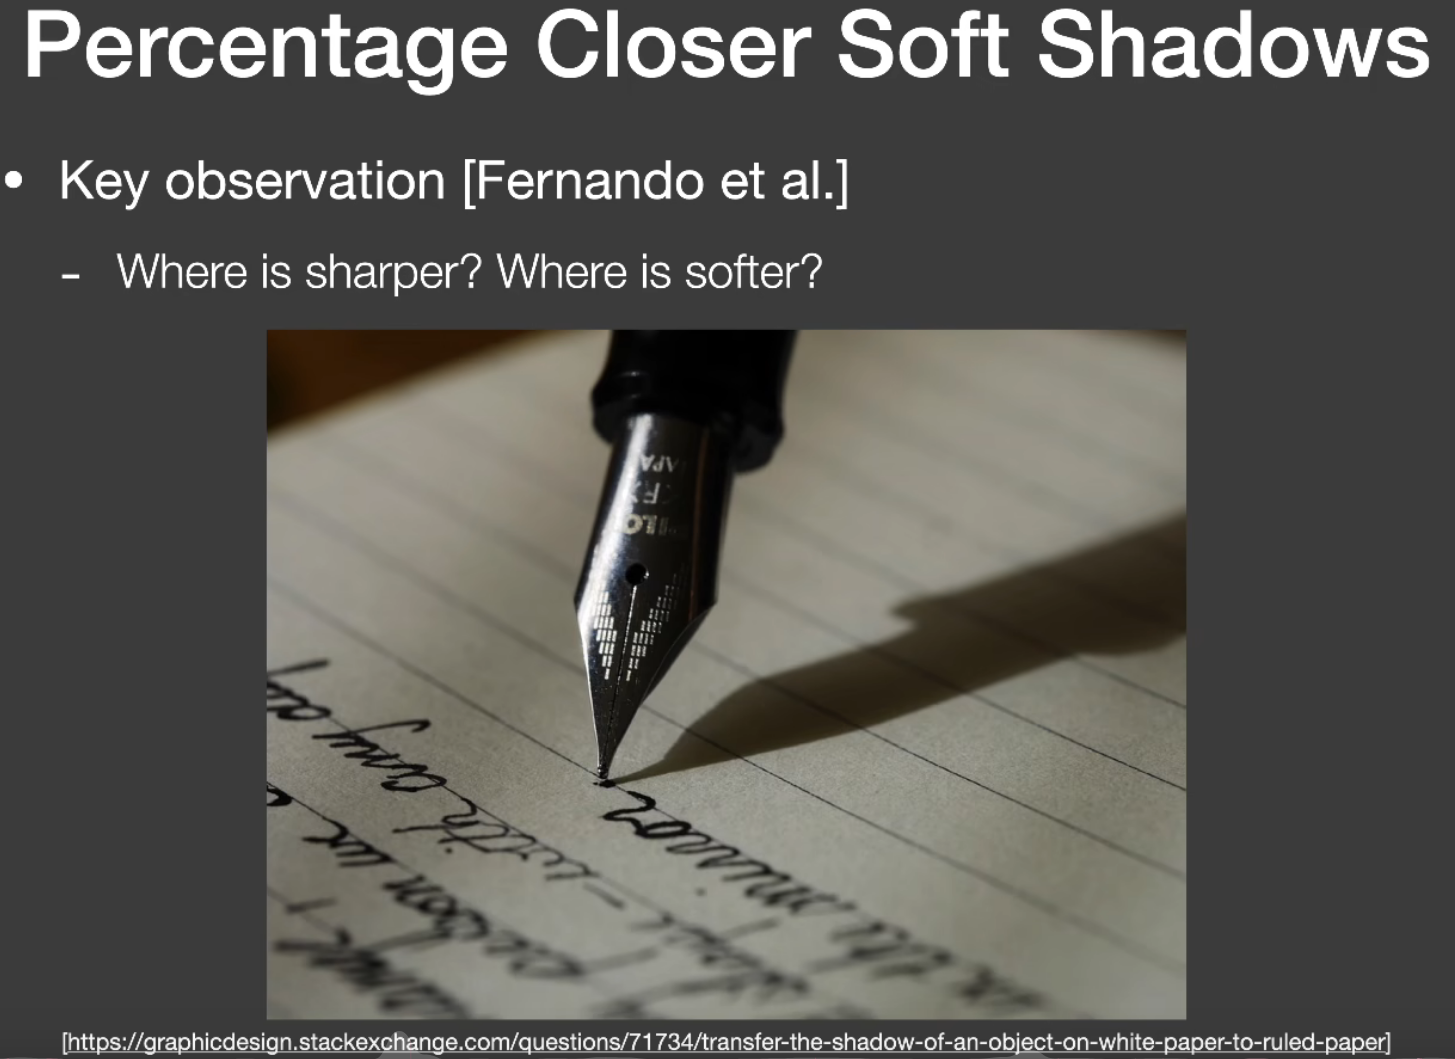 Percentage Closer Soft Shadows
• Key observation [Fernando et al.]
- Where is sharper? Where is softer?
with
[https://graphicdesign.stackexchange.com/questions/71734/transfer-the-shadow-of-an-object-on-white-paper-to-ruled-paper]